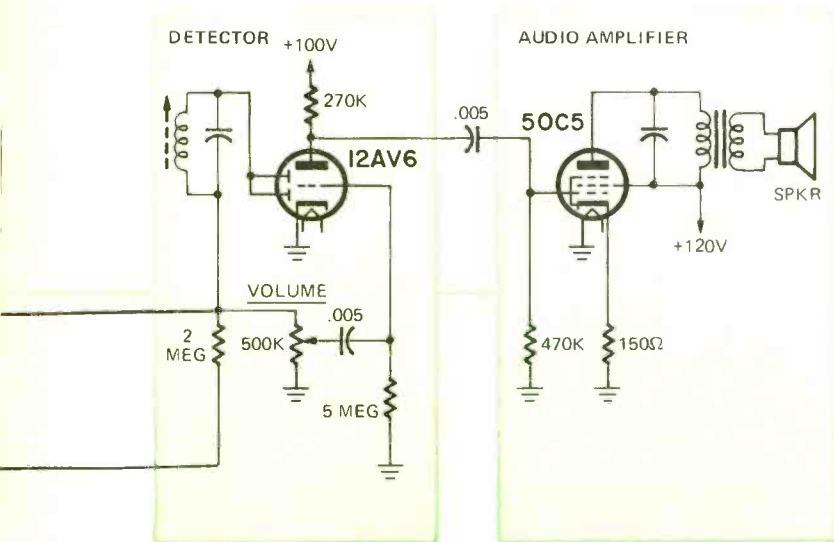 DETECTOR
+100V
270K
12AV6
.005
VOLUME
.005
2
MEG
500K
5 MEG
AUDIO AMPLIFIER
50C5
SPKR
+120V
470K
150Ω